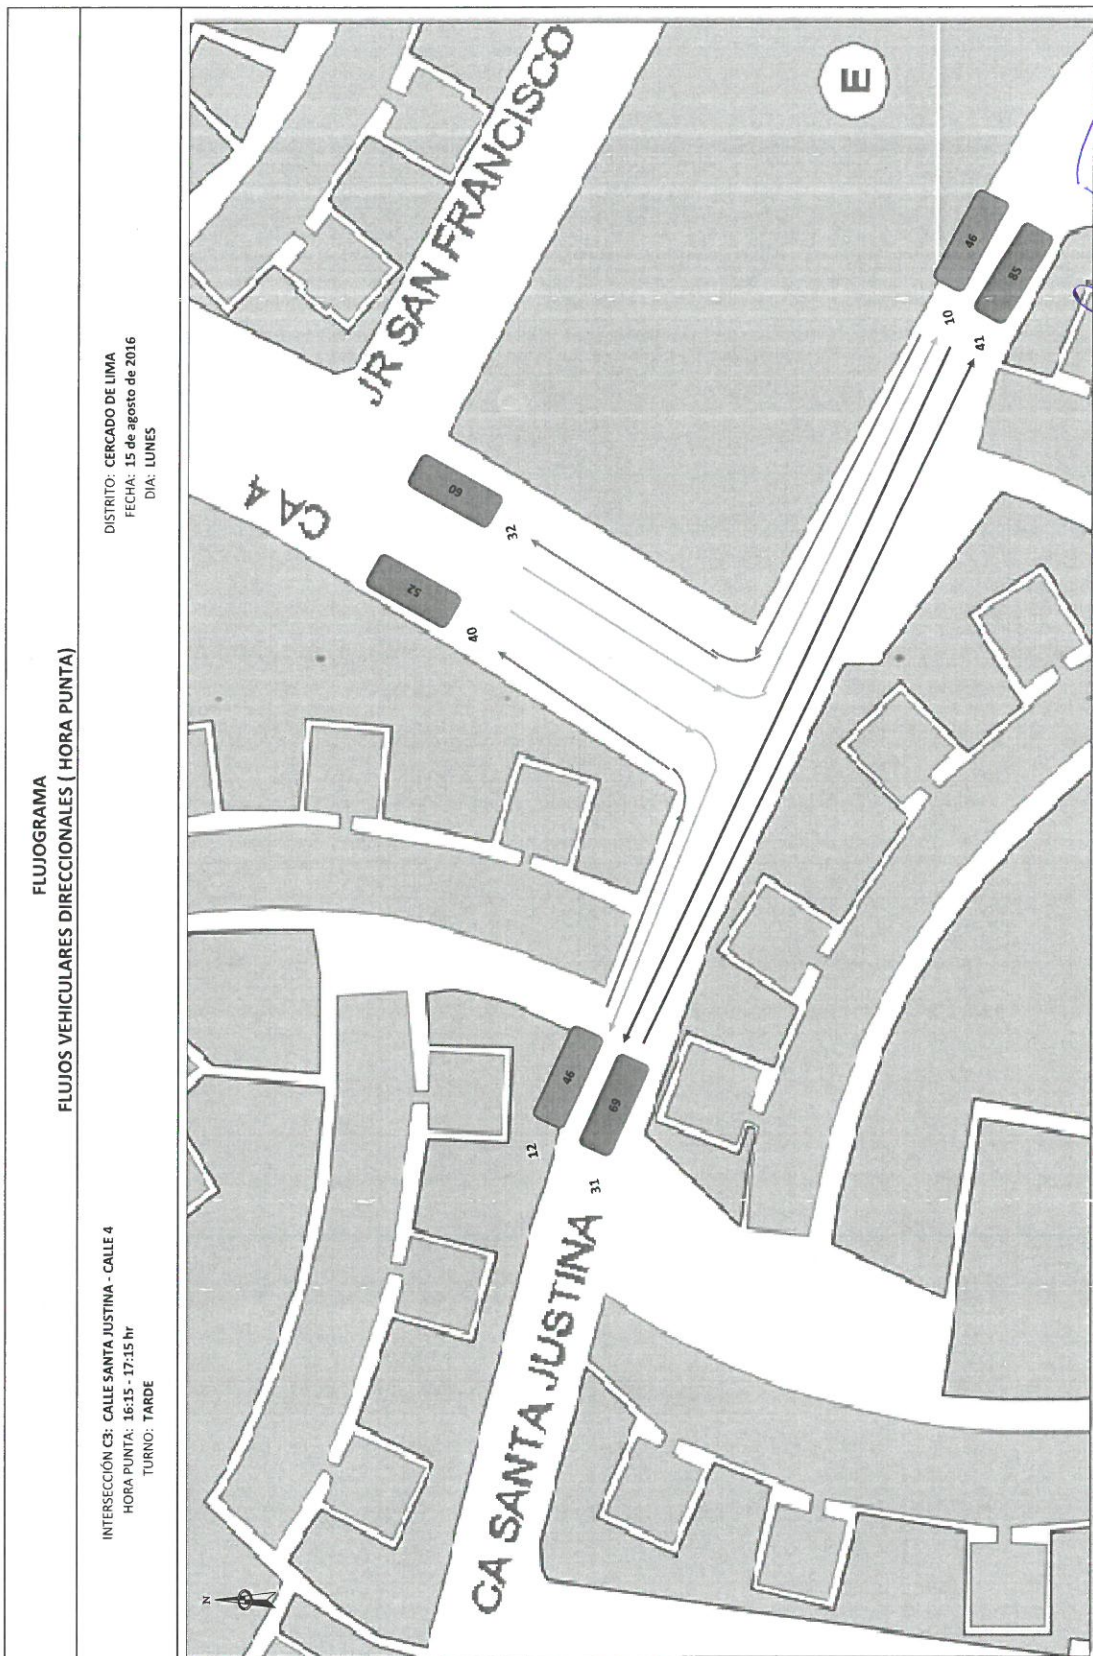 FLUJOGRAMA
FLUJOS VEHICULARES DIRECCIONALES ( HORA PUNTA)
INTERSECCIÓN C3: CALLE SANTA JUSTINA - CALLE 4
HORA PUNTA: 16:15 - 17:15 hr
TURNO: TARDE
DISTRITO: CERCADO DE LIMA
FECHA: 15 de agosto de 2016
DIA: LUNES
N
CA 4
JR SAN FRANCISCO
E
52
60
40
32
46
85
10
41
46
69
12
31
CA SANTA JUSTINA